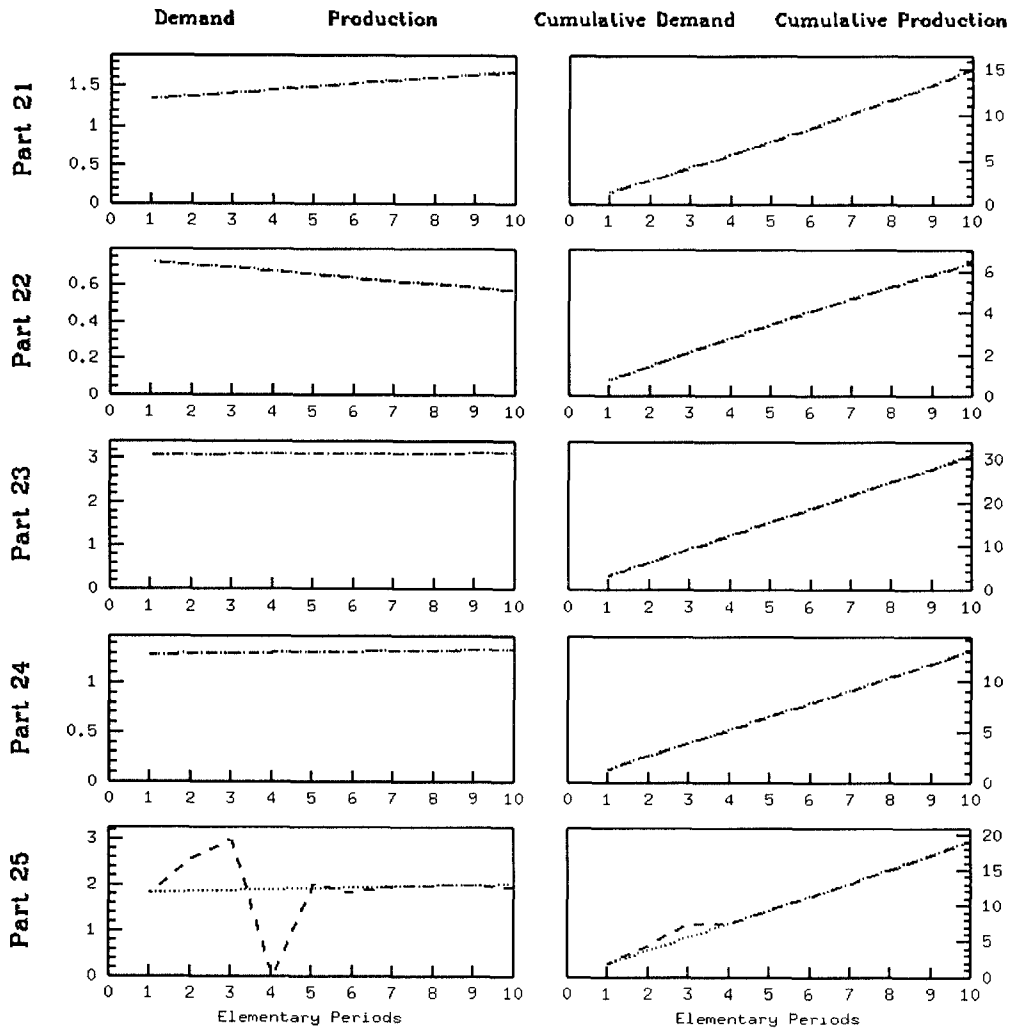 Demand Production Cumulative Demand Cumulative Production
Part 21
1.5
1
0.5
0
0 1 2 3 4 5 6 7 8 9 10
15
10
5
0
0 1 2 3 4 5 6 7 8 9 10
Part 22
0.6
0.4
0.2
0
0 1 2 3 4 5 6 7 8 9 10
6
4
2
0
0 1 2 3 4 5 6 7 8 9 10
Part 23
3
2
1
0
0 1 2 3 4 5 6 7 8 9 10
30
20
10
0
0 1 2 3 4 5 6 7 8 9 10
Part 24
1
0.5
0
0 1 2 3 4 5 6 7 8 9 10
10
5
0
0 1 2 3 4 5 6 7 8 9 10
Part 25
3
2
1
0
0 1 2 3 4 5 6 7 8 9 10
Elementary Periods
20
15
10
5
0
0 1 2 3 4 5 6 7 8 9 10
Elementary Periods